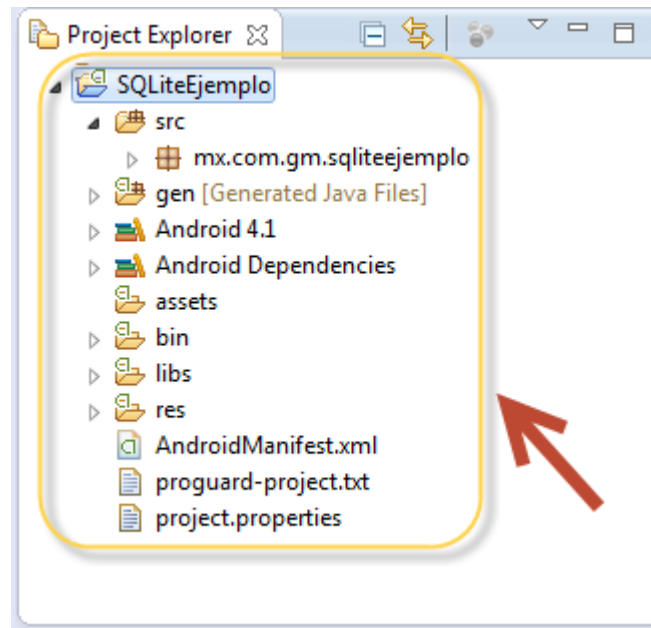 Project Explorer
SQLiteEjemplo
src
mx.com.gm.sqliteejemplo
gen [Generated Java Files]
Android 4.1
Android Dependencies
assets
bin
libs
res
AndroidManifest.xml
proguard-project.txt
project.properties